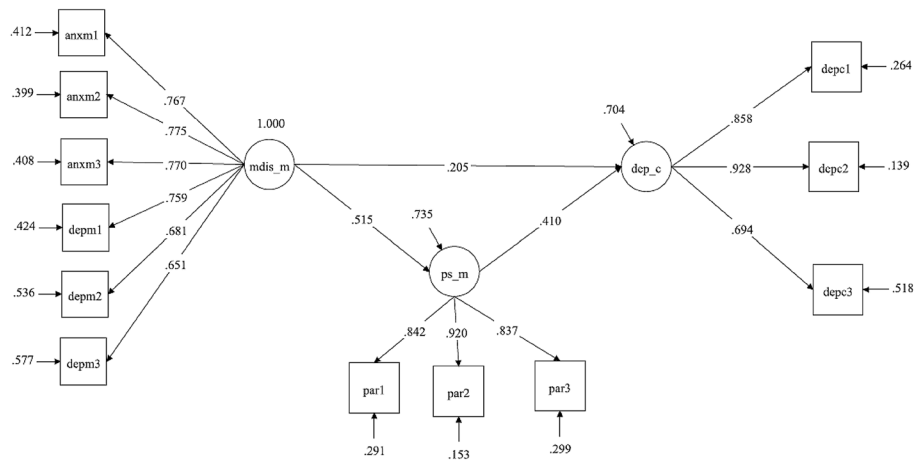 .412
anxm1
.399
anxm2
.408
anxm3
.424
depm1
.536
depm2
.577
depm3
.767
.775
.770
.759
.681
.651
1.000
mdis_m
.205
.515
.735
ps_m
.410
.704
dep_c
.858
.928
.694
depc1
.264
depc2
.139
depc3
.518
.842
.920
.837
par1
par2
par3
.291
.153
.299